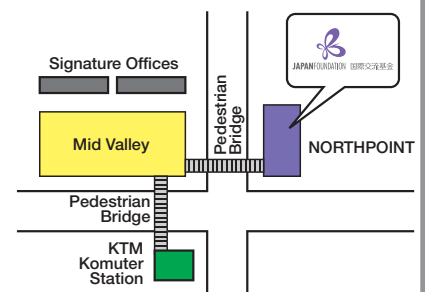 Signature Offices
JAPANFOUNDATION 国際交流基金
Mid Valley
Pedestrian
Bridge
NORTHPOINT
Pedestrian
Bridge
KTM
Komuter
Station